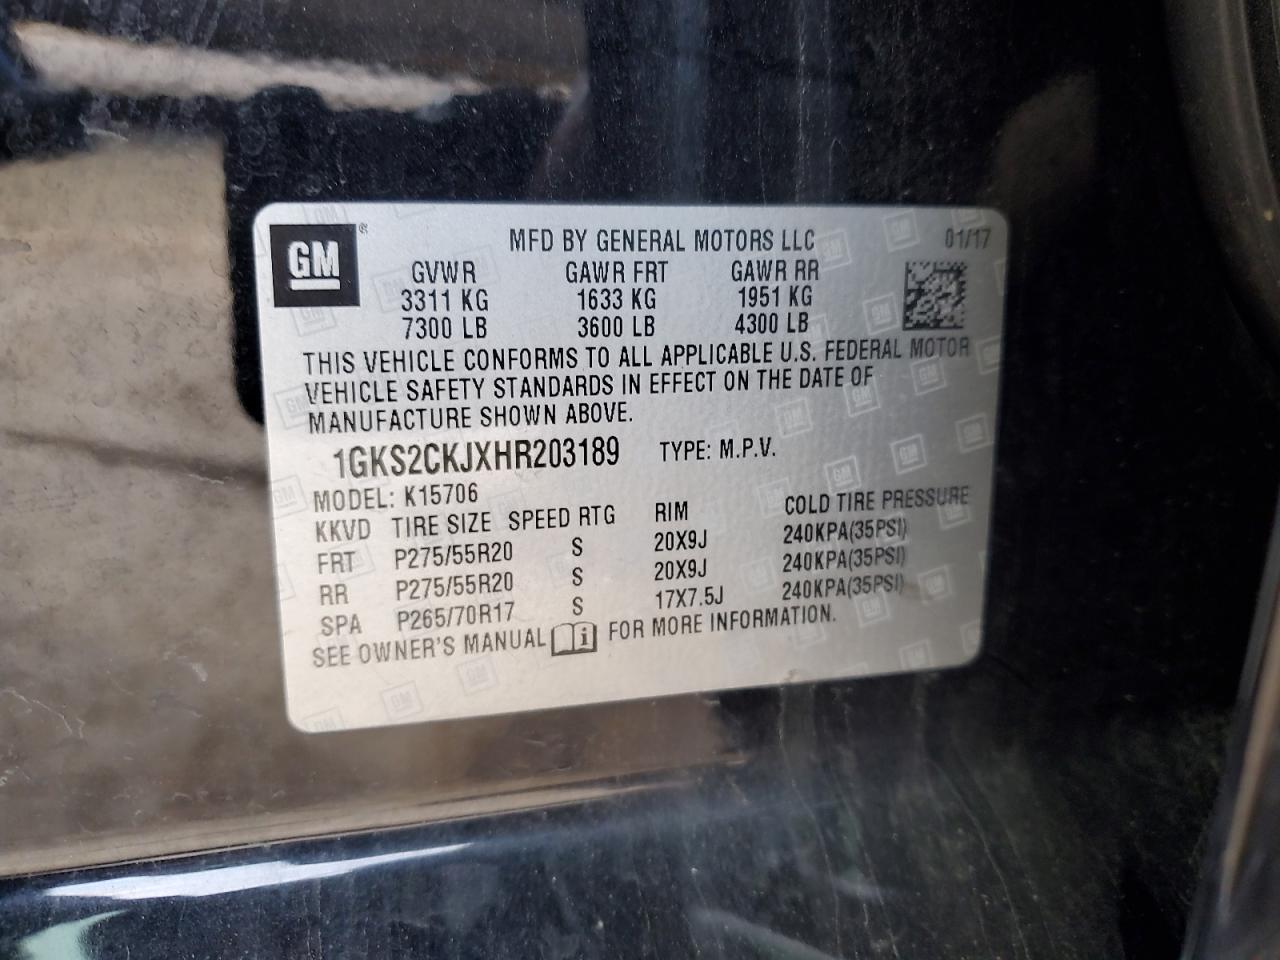 GM ®
MFD BY GENERAL MOTORS LLC 01/17
GVWR GAWR FRT GAWR RR
3311 KG 1633 KG 1951 KG
7300 LB 3600 LB 4300 LB
THIS VEHICLE CONFORMS TO ALL APPLICABLE U.S. FEDERAL MOTOR
VEHICLE SAFETY STANDARDS IN EFFECT ON THE DATE OF
MANUFACTURE SHOWN ABOVE.
1GKS2CKJXHR203189 TYPE: M.P.V.
MODEL: K15706
KKVD TIRE SIZE SPEED RTG RIM COLD TIRE PRESSURE
FRT P275/55R20 S 20X9J 240KPA(35PSI)
RR P275/55R20 S 20X9J 240KPA(35PSI)
SPA P265/70R17 S 17X7.5J 240KPA(35PSI)
SEE OWNER'S MANUAL i FOR MORE INFORMATION.